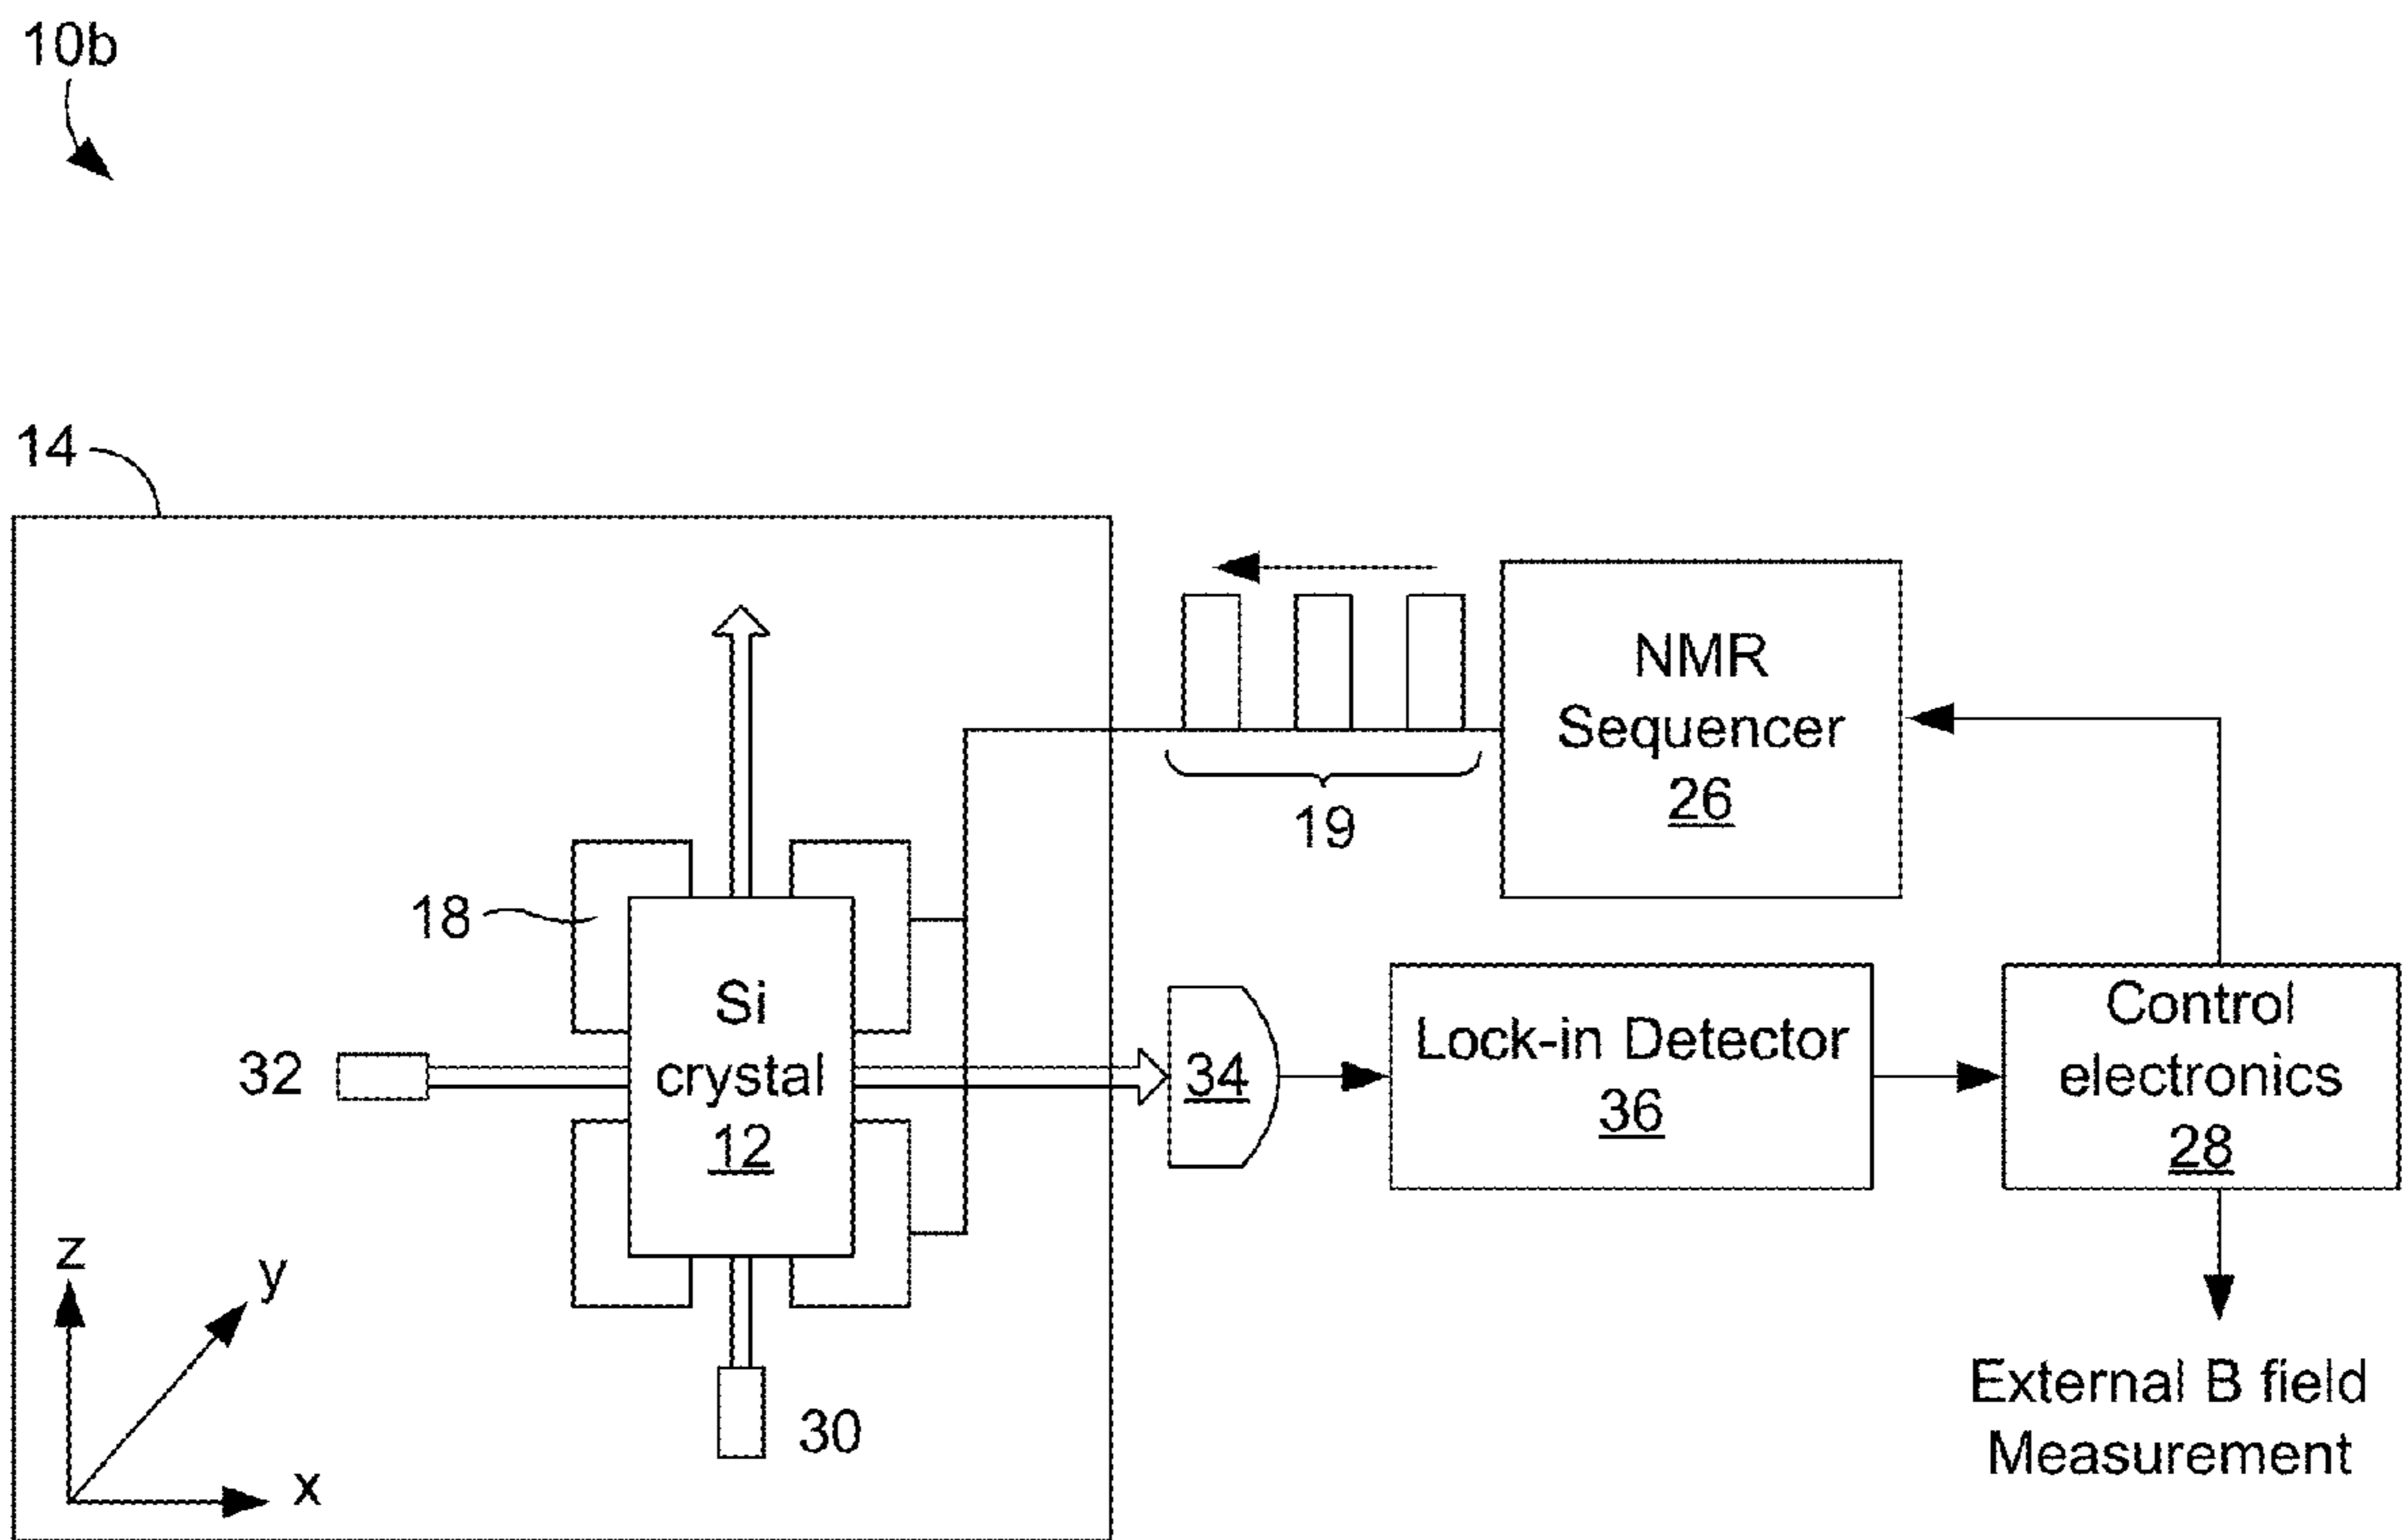 10b
14
NMR
Sequencer
26
19
18
Si
crystal
12
32
34
Lock-in Detector
36
Control
electronics
28
z
y
x
30
External B field
Measurement